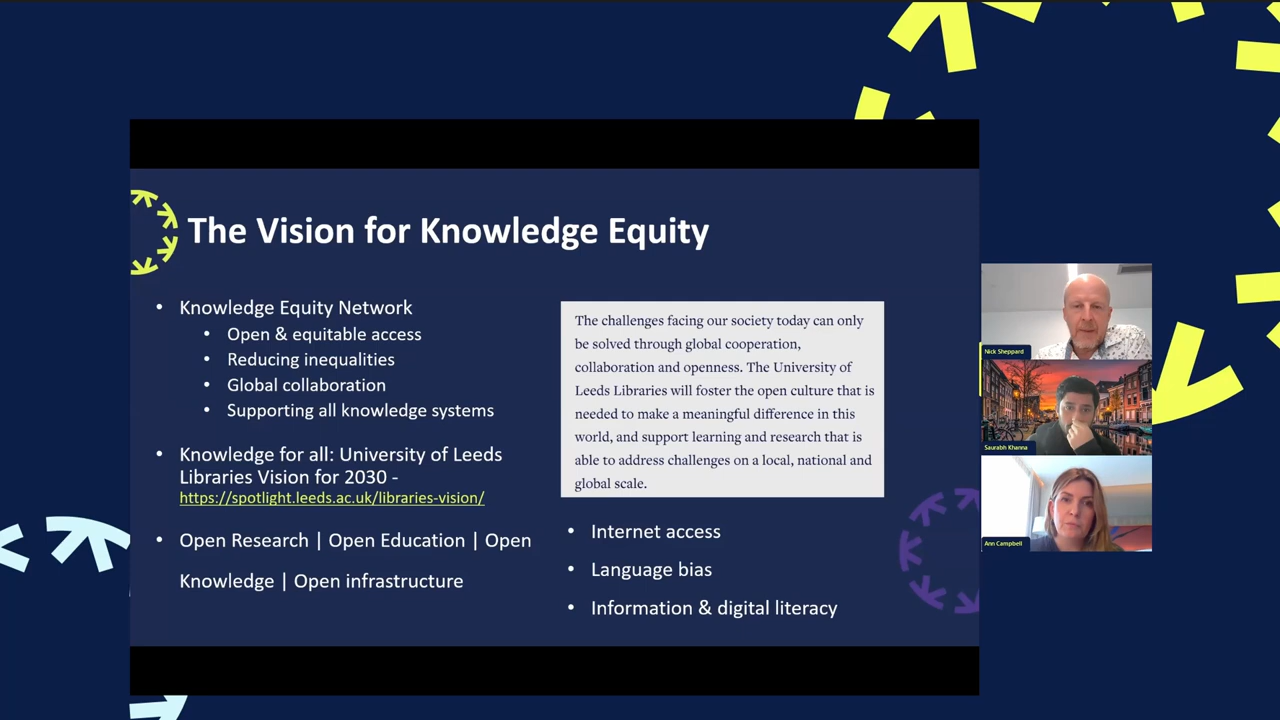 The Vision for Knowledge Equity
• Knowledge Equity Network
• Open & equitable access
• Reducing inequalities
• Global collaboration
• Supporting all knowledge systems
• Knowledge for all: University of Leeds
Libraries Vision for 2030 -
https://spotlight.leeds.ac.uk/libraries-vision/
• Open Research | Open Education | Open
Knowledge | Open infrastructure
The challenges facing our society today can only
be solved through global cooperation,
collaboration and openness. The University of
Leeds Libraries will foster the open culture that is
needed to make a meaningful difference in this
world, and support learning and research that is
able to address challenges on a local, national and
global scale.
• Internet access
• Language bias
• Information & digital literacy
Nick Sheppard
Saurabh Khanna
Ann Campbell